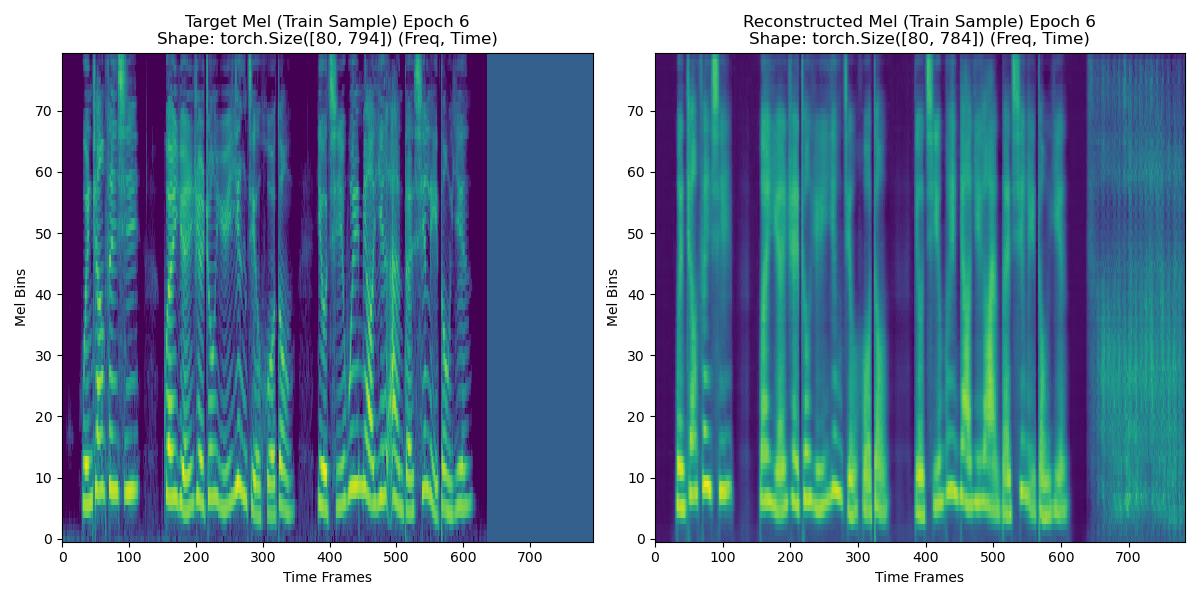 Target Mel (Train Sample) Epoch 6
Shape: torch.Size([80, 794]) (Freq, Time)
Mel Bins
70
60
50
40
30
20
10
0
0 100 200 300 400 500 600 700
Time Frames
Reconstructed Mel (Train Sample) Epoch 6
Shape: torch.Size([80, 784]) (Freq, Time)
Mel Bins
70
60
50
40
30
20
10
0
0 100 200 300 400 500 600 700
Time Frames